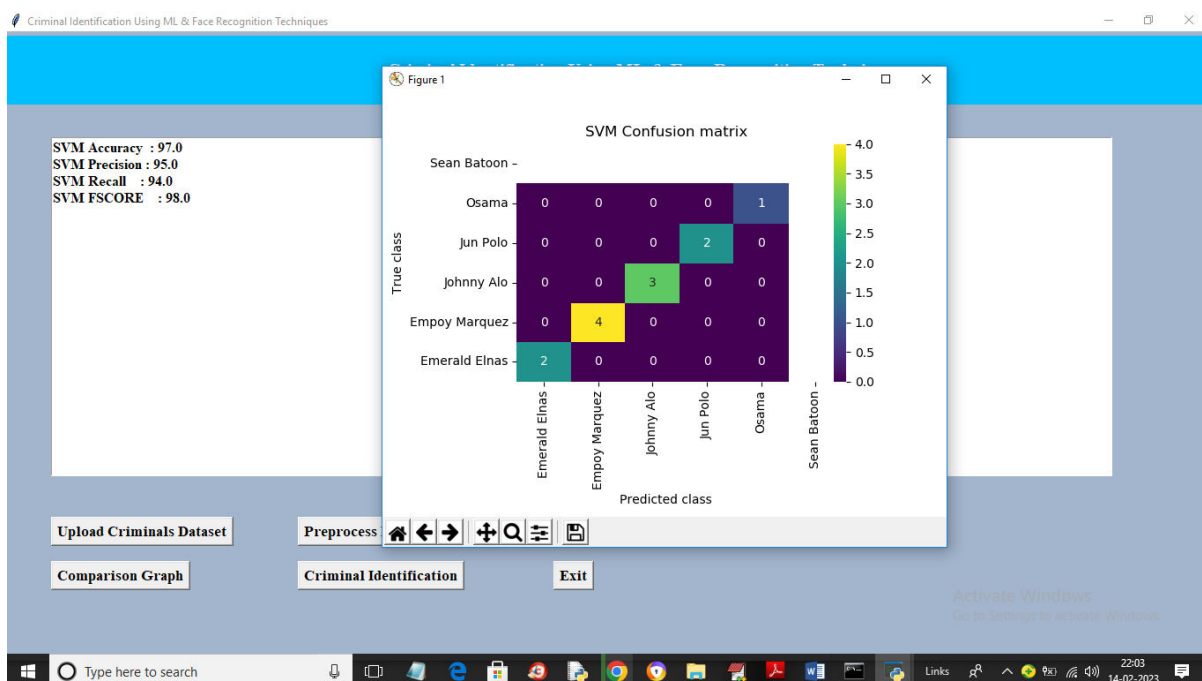 Criminal Identification Using ML & Face Recognition Techniques
Figure 1
SVM Accuracy : 97.0
SVM Precision : 95.0
SVM Recall : 94.0
SVM FSCORE : 98.0
SVM Confusion matrix
True class
Sean Batoon
Osama 0 0 0 0 1
Jun Polo 0 0 0 2 0
Johnny Alo 0 0 3 0 0
Empoy Marquez 0 4 0 0 0
Emerald Elnas 2 0 0 0 0
4.0
3.5
3.0
2.5
2.0
1.5
1.0
0.5
0.0
Emerald Elnas
Empoy Marquez
Johnny Alo
Jun Polo
Osama
Sean Batoon
Predicted class
Upload Criminals Dataset
Preprocess
Comparison Graph
Criminal Identification
Exit
Activate Windows
Go to Settings to activate Windows.
Type here to search
Links
22:03
14-02-2023